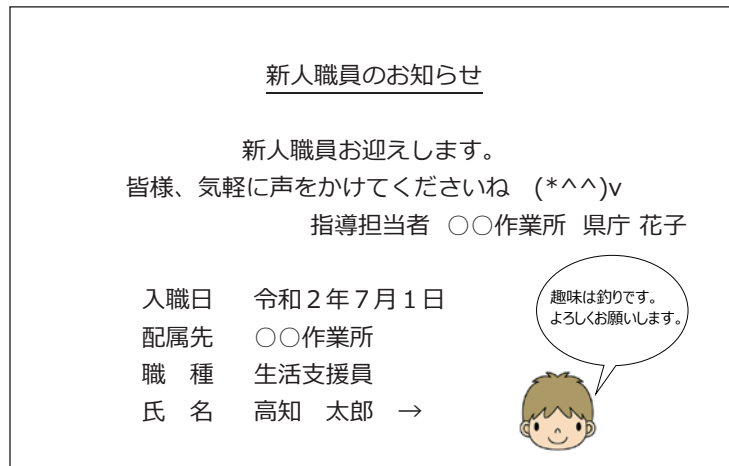 新人職員のお知らせ
新人職員お迎えします。
皆様、気軽に声をかけてくださいね　(*^^)v
指導担当者　○○作業所　県庁 花子
入職日　令和２年７月１日
配属先　○○作業所
職　種　生活支援員
氏　名　高知　太郎　→
趣味は釣りです。
よろしくお願いします。